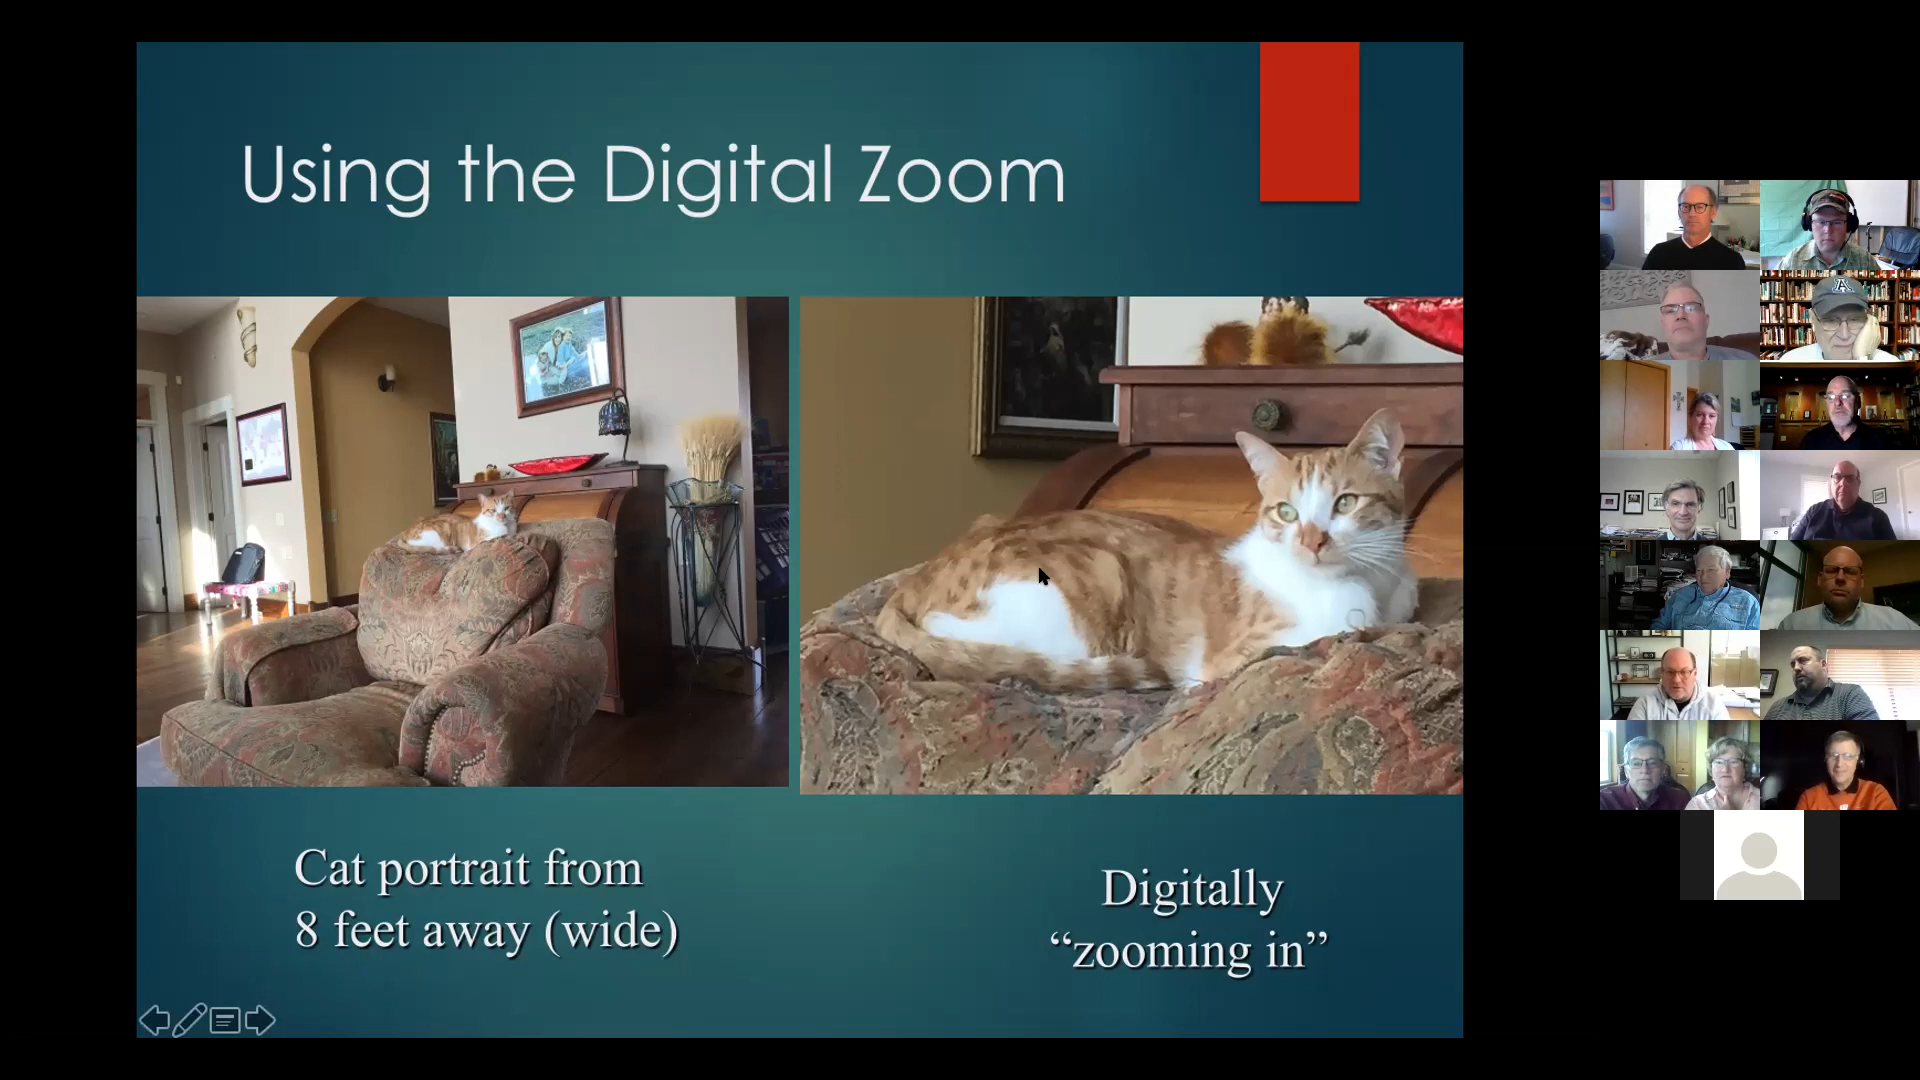 Using the Digital Zoom
A
Cat portrait from
8 feet away (wide)
Digitally
“zooming in”